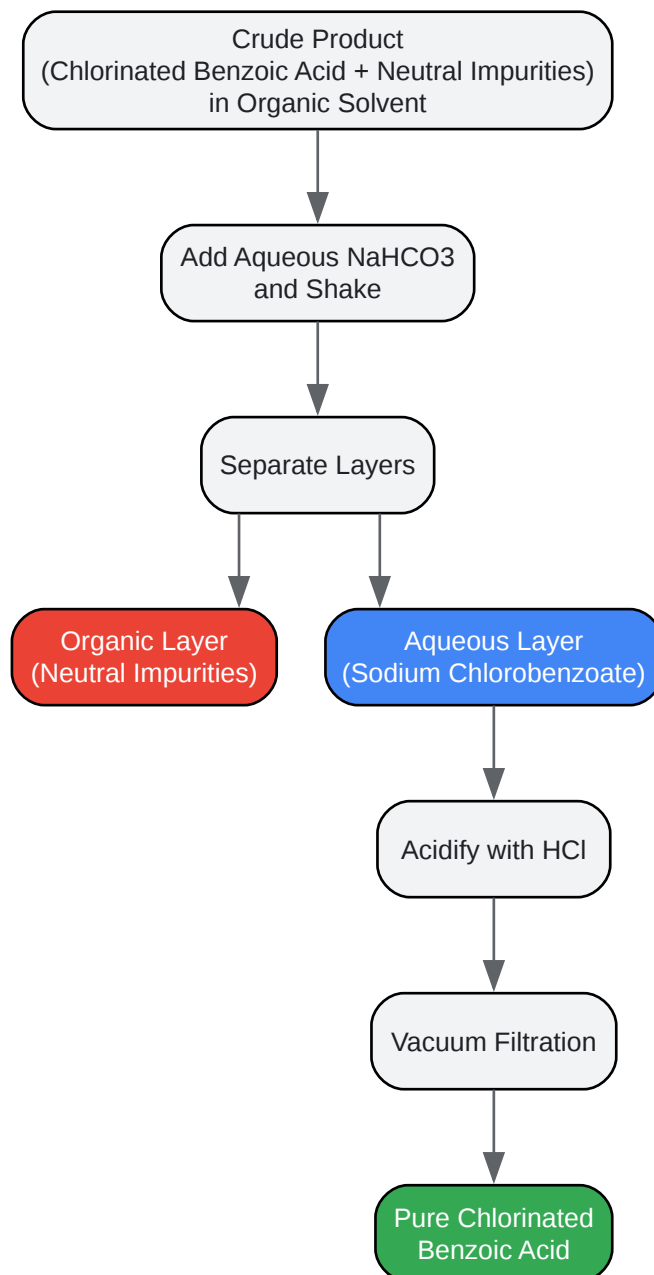 Crude Product
(Chlorinated Benzoic Acid + Neutral Impurities)
in Organic Solvent
Add Aqueous NaHCO3
and Shake
Separate Layers
Organic Layer
(Neutral Impurities)
Aqueous Layer
(Sodium Chlorobenzoate)
Acidify with HCl
Vacuum Filtration
Pure Chlorinated
Benzoic Acid